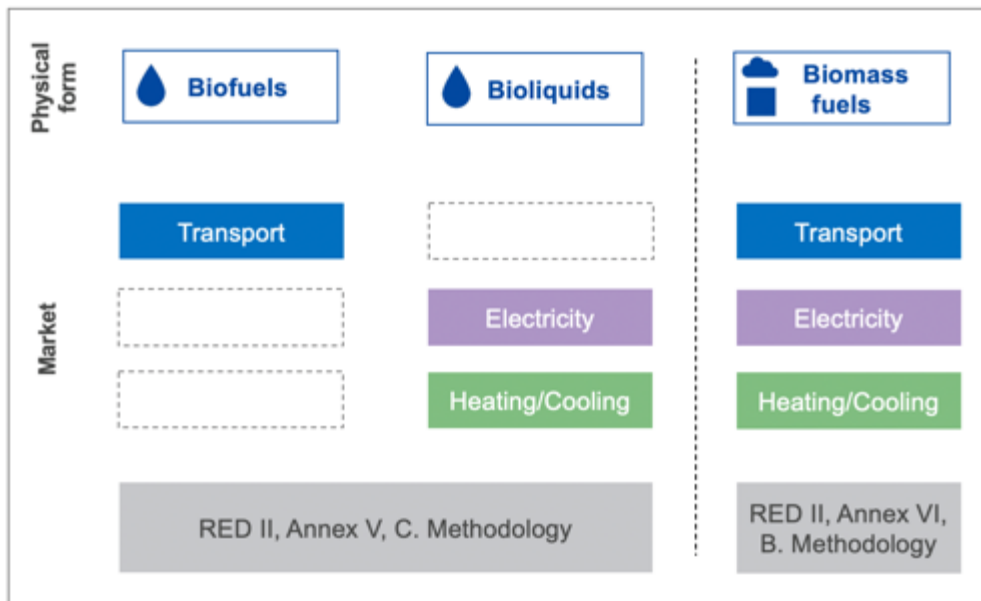 Physical
form
Biofuels
Bioliquids
Biomass
fuels
Market
Transport
Transport
Electricity
Electricity
Heating/Cooling
Heating/Cooling
RED II, Annex V, C. Methodology
RED II, Annex VI,
B. Methodology